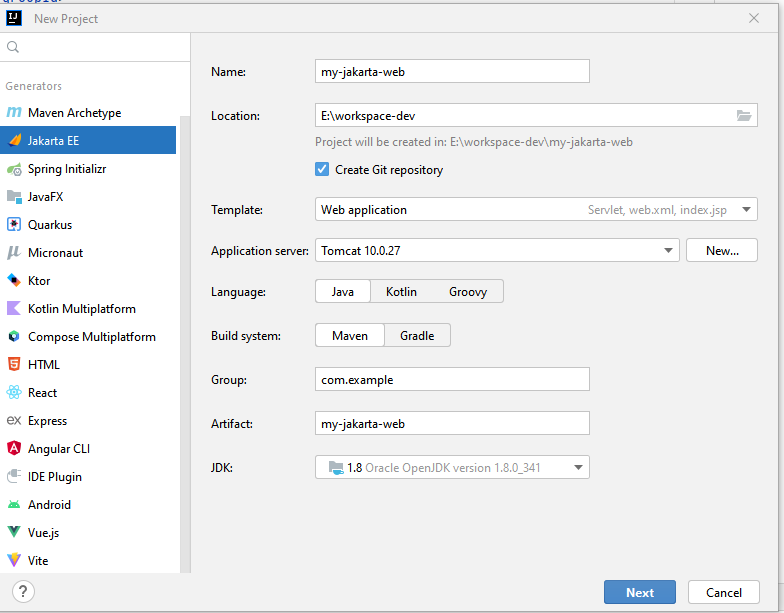 New Project
Generators
Maven Archetype
Jakarta EE
Spring Initializr
JavaFX
Quarkus
Micronaut
Ktor
Kotlin Multiplatform
Compose Multiplatform
HTML
React
Express
Angular CLI
IDE Plugin
Android
Vue.js
Vite
Name: my-jakarta-web
Location: E:\workspace-dev
Project will be created in: E:\workspace-dev\my-jakarta-web
Create Git repository
Template: Web application Servlet, web.xml, index.jsp
Application server: Tomcat 10.0.27 New...
Language: Java Kotlin Groovy
Build system: Maven Gradle
Group: com.example
Artifact: my-jakarta-web
JDK: 1.8 Oracle OpenJDK version 1.8.0_341
? Next Cancel